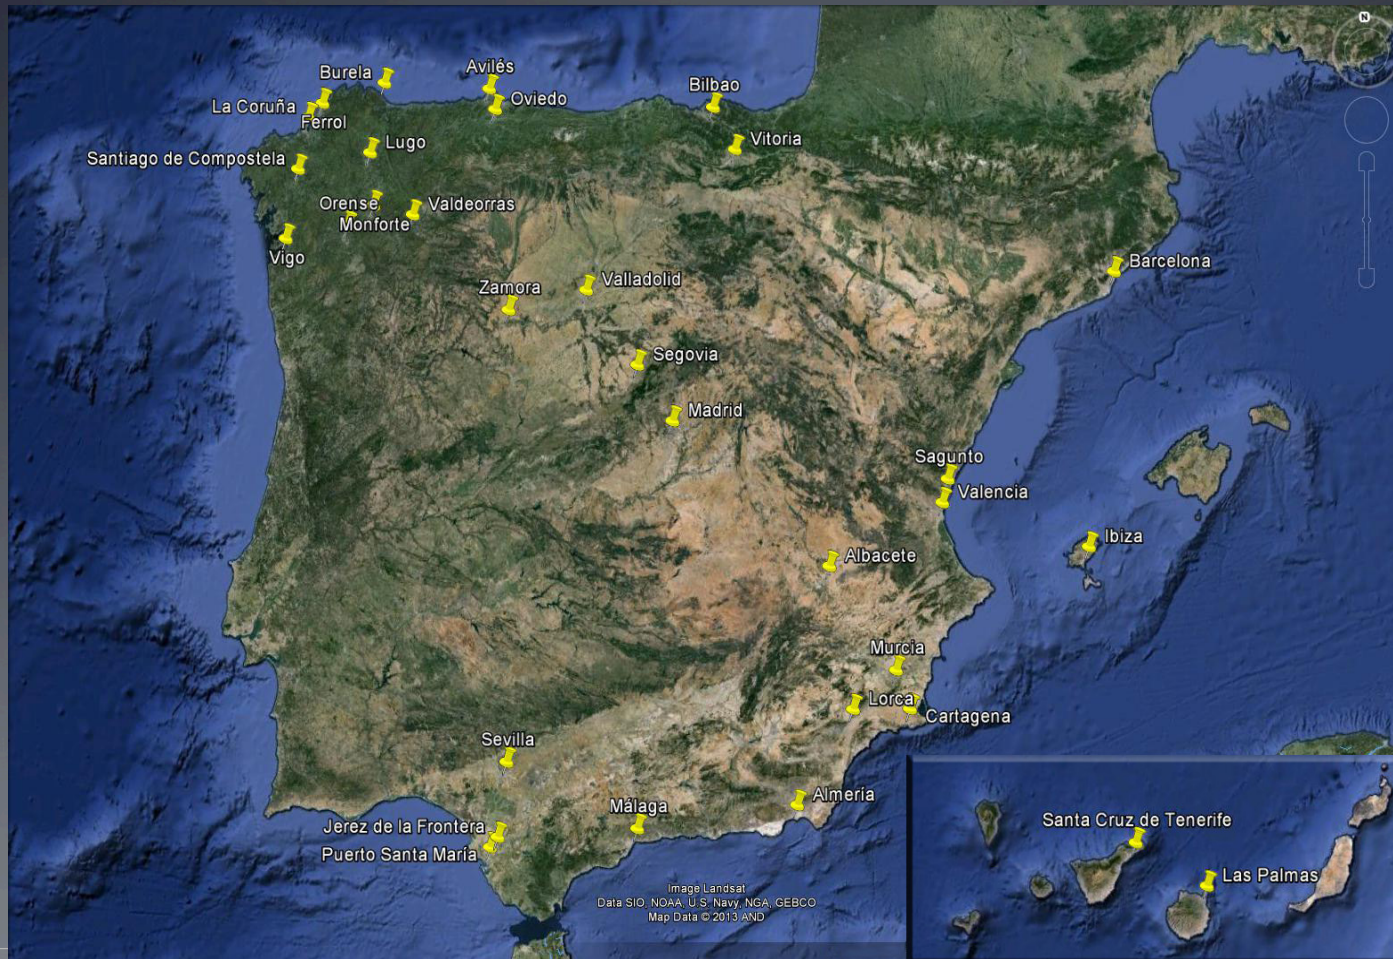 N
Avilés
Burela
Bilbao
Oviedo
La Coruña
Ferrol
Vitoria
Lugo
Santiago de Compostela
Orense
Valdeorras
Monforte
Vigo
Barcelona
Valladolid
Zamora
Segovia
Madrid
Sagunto
Valencia
Ibiza
Albacete
Murcia
Lorca
Cartagena
Sevilla
Almería
Málaga
Jerez de la Frontera
Puerto Santa María
Santa Cruz de Tenerife
Las Palmas
Image Landsat
Data SIO, NOAA, U.S. Navy, NGA, GEBCO
Map Data © 2013 AND